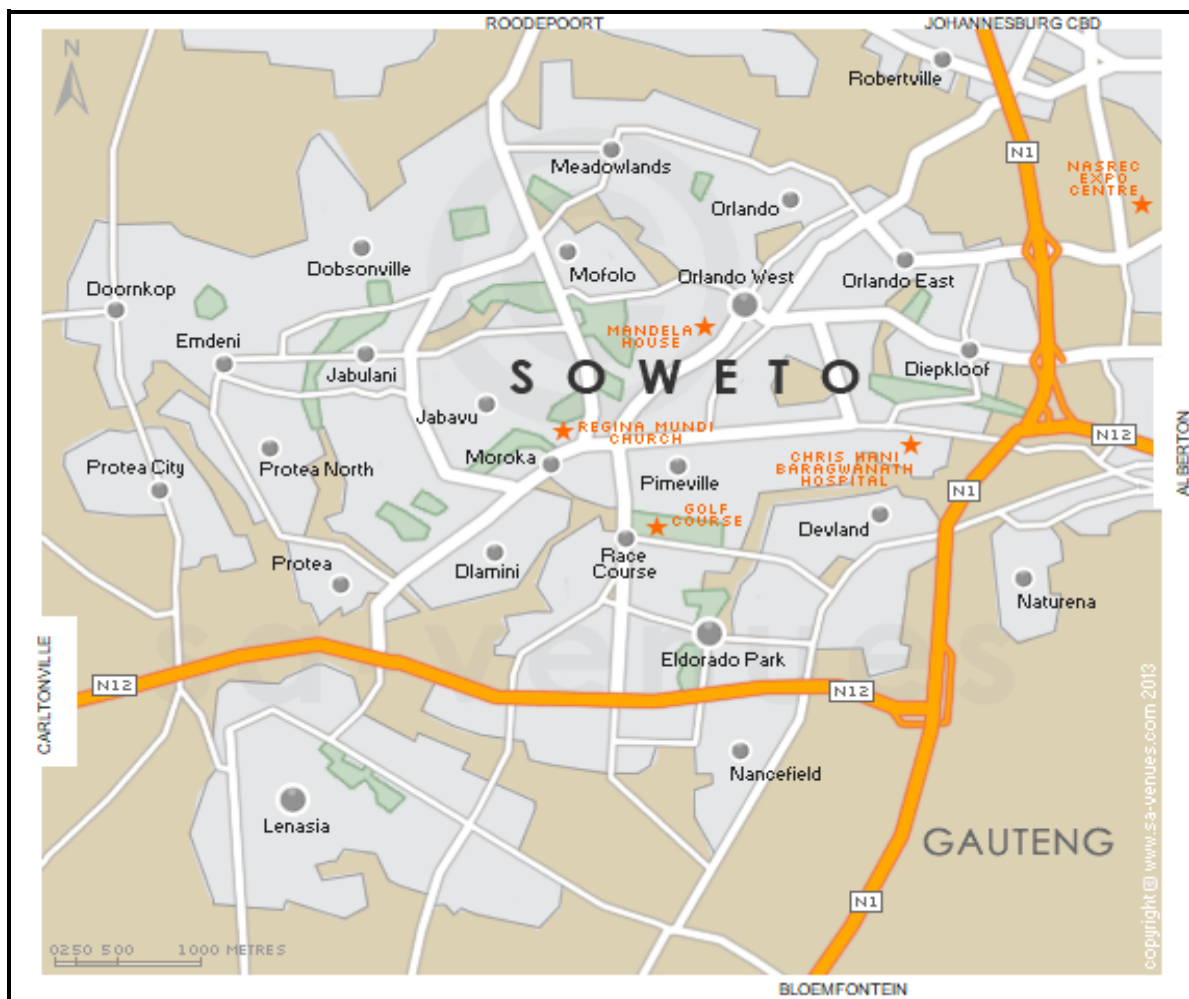 ROODEPOORT
JOHANNESBURG CBD
N
Robertville
N1
Meadowlands
NASREC
EXPO
CENTRE
Orlando
Dobsonville
Mofolo
Orlando West
Orlando East
Doornkop
MANDELA
HOUSE
Emdeni
Jabulani
SOWETO
Diepkloof
Jabavu
REGINA MUNDI
CHURCH
N12
ALBERTON
Protea City
Protea North
Moroka
Pimeville
CHRIS HANI
BARAGWANATH
HOSPITAL
N1
GOLF
COURSE
Devland
Protea
Dlamini
Race
Course
Naturena
sa venues
Eldorado Park
CARLTONVILLE
N12
N12
Nancefield
Lenasia
GAUTENG
copyright © www.sa-venues.com 2013
N1
0 250 500 1000 METRES
BLOEMFONTEIN